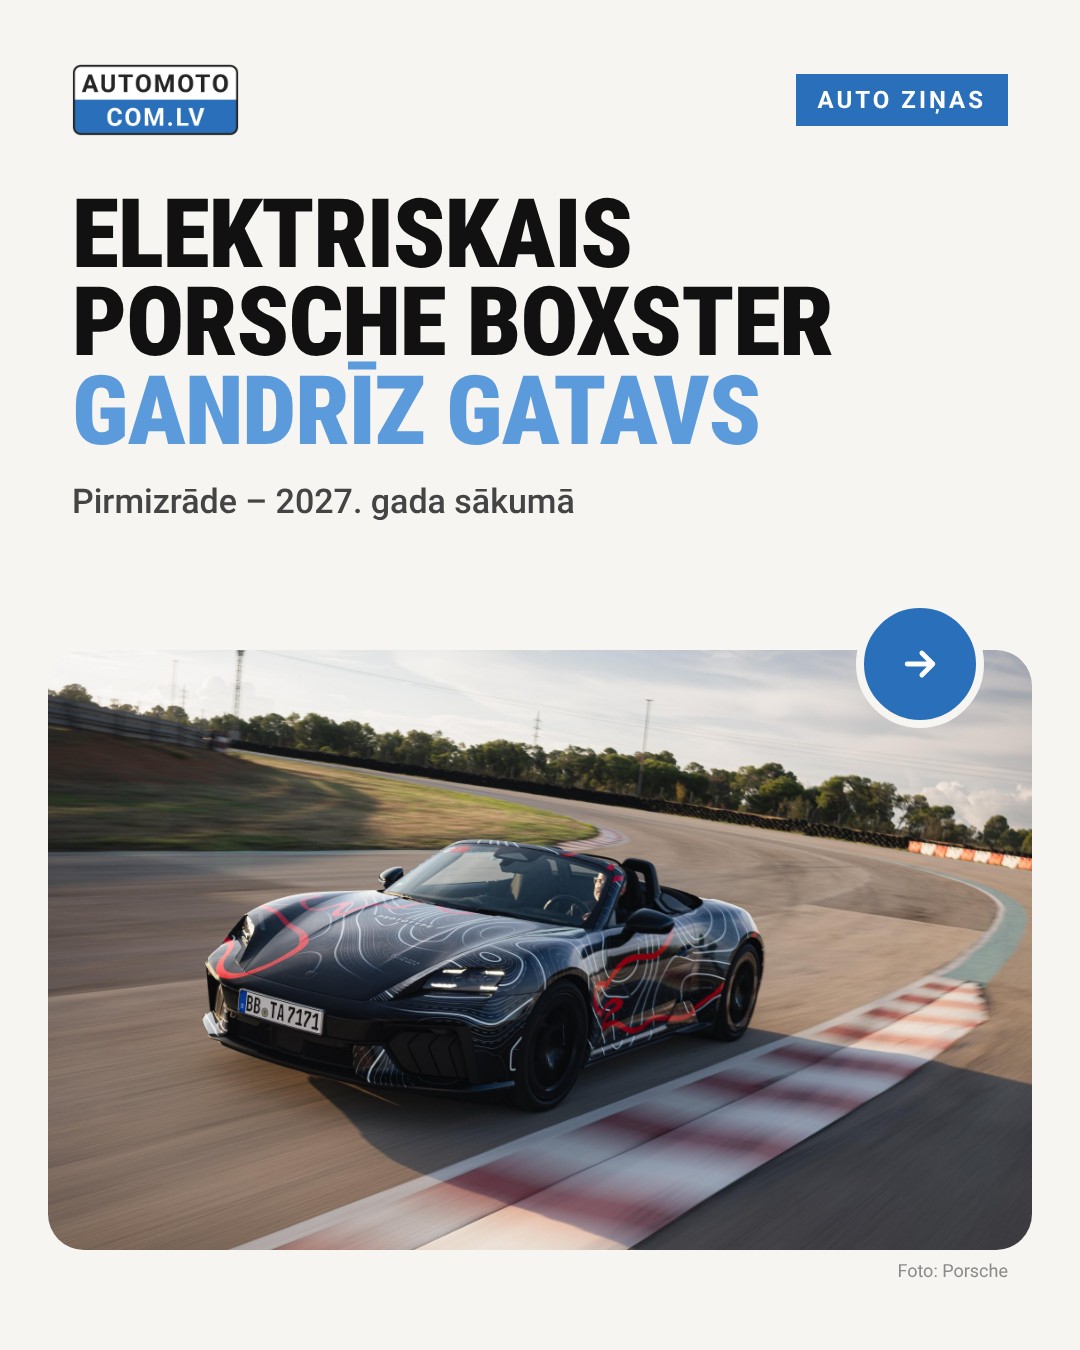 AUTOMOTO
COM.LV
AUTO ZIŅAS
ELEKTRISKAIS
PORSCHE BOXSTER
GANDRĪZ GATAVS
Pirmizrāde – 2027. gada sākumā
BB TA 7171
Foto: Porsche